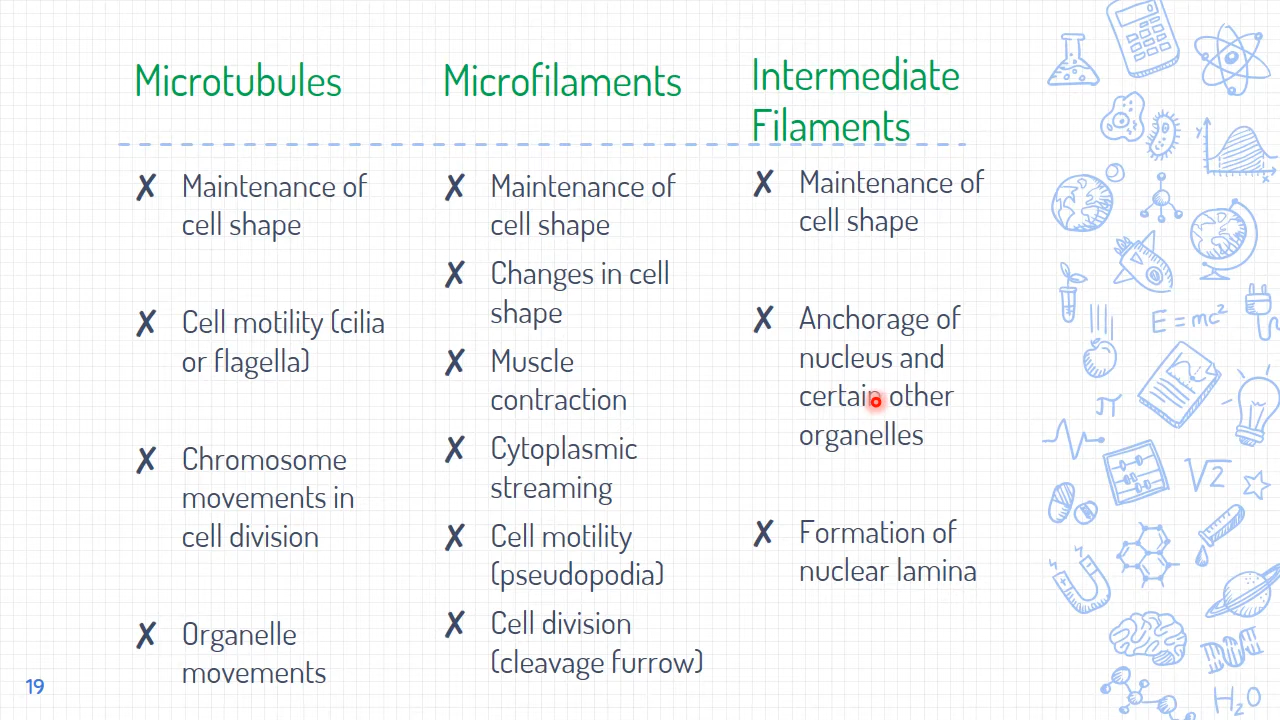 Microtubules
✗ Maintenance of
cell shape
✗ Cell motility (cilia
or flagella)
✗ Chromosome
movements in
cell division
✗ Organelle
movements
Microfilaments
✗ Maintenance of
cell shape
✗ Changes in cell
shape
✗ Muscle
contraction
✗ Cytoplasmic
streaming
✗ Cell motility
(pseudopodia)
✗ Cell division
(cleavage furrow)
Intermediate
Filaments
✗ Maintenance of
cell shape
✗ Anchorage of
nucleus and
certain other
organelles
✗ Formation of
nuclear lamina
19
y
x
E=mc²
π
√2
H₂O